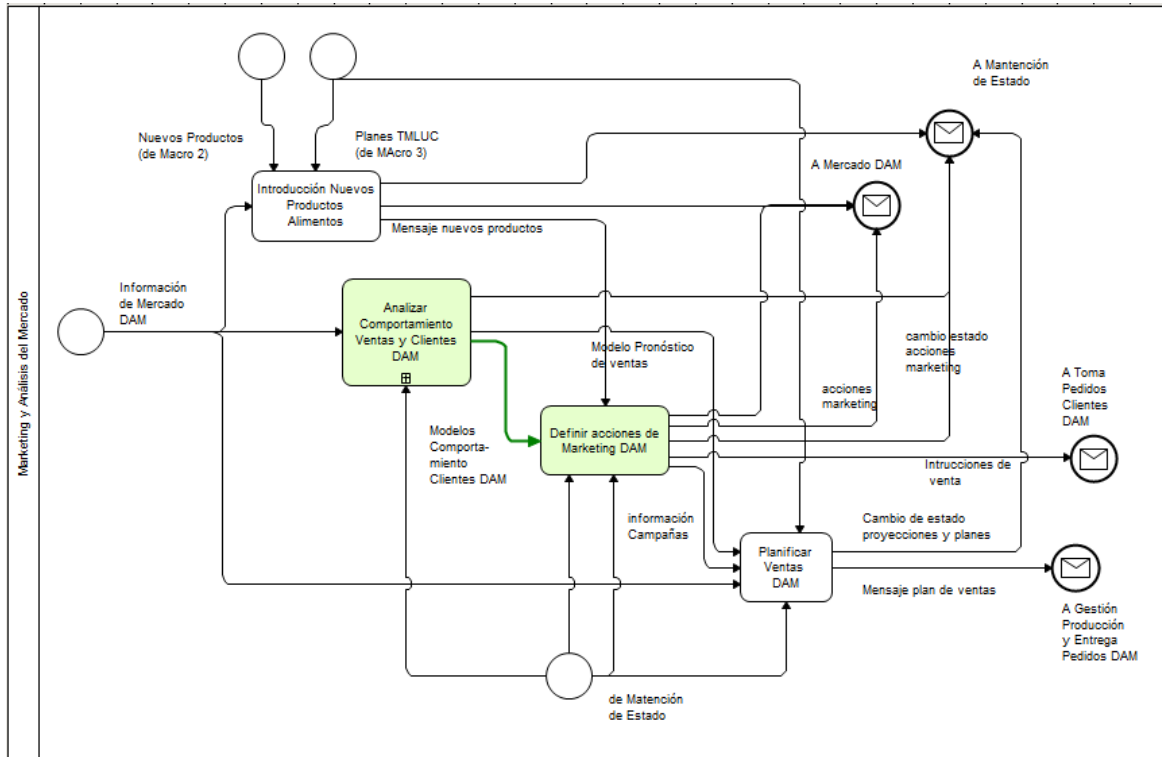 Marketing y Análisis del Mercado
Nuevos Productos
(de Macro 2)
Planes TMLUC
(de MAcro 3)
A Mantención
de Estado
A Mercado DAM
Introducción Nuevos
Productos
Alimentos
Mensaje nuevos productos
Información
de Mercado
DAM
Analizar
Comportamiento
Ventas y Clientes
DAM
Modelo Pronóstico
de ventas
cambio estado
acciones
marketing
acciones
marketing
A Toma
Pedidos
Clientes
DAM
Modelos
Comporta-
miento
Clientes DAM
Definir acciones de
Marketing DAM
Intrucciones de
venta
información
Campañas
Planificar
Ventas
DAM
Cambio de estado
proyecciones y planes
Mensaje plan de ventas
A Gestión
Producción
y Entrega
Pedidos DAM
de Matención
de Estado